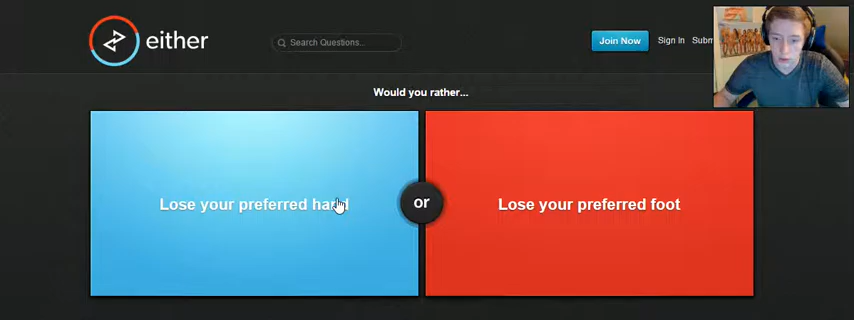 either
Search Questions...
Join Now
Sign In
Would you rather...
Lose your preferred hand
or
Lose your preferred foot